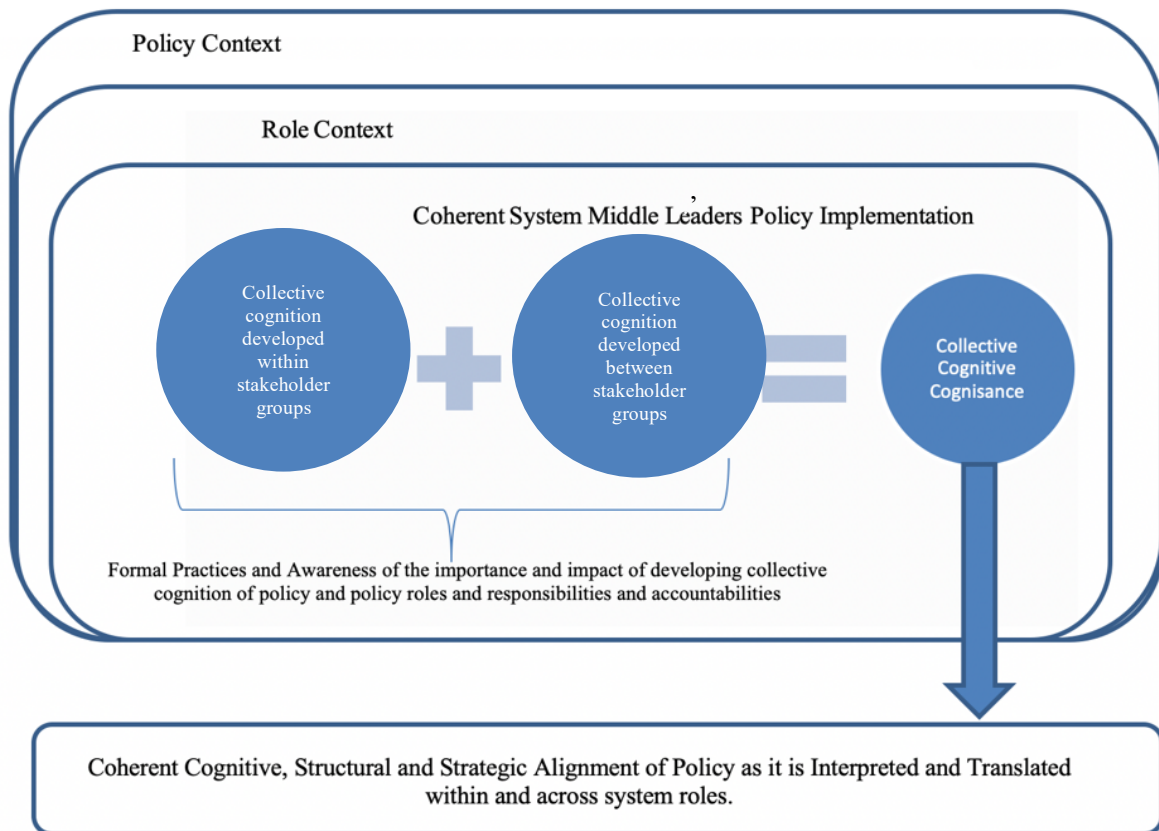 Policy Context
Role Context
Coherent System Middle Leaders’ Policy Implementation
Collective
cognition
developed
within
stakeholder
groups
Collective
cognition
developed
between
stakeholder
groups
Collective
Cognitive
Cognisance
Formal Practices and Awareness of the importance and impact of developing collective
cognition of policy and policy roles and responsibilities and accountabilities
Coherent Cognitive, Structural and Strategic Alignment of Policy as it is Interpreted and Translated
within and across system roles.